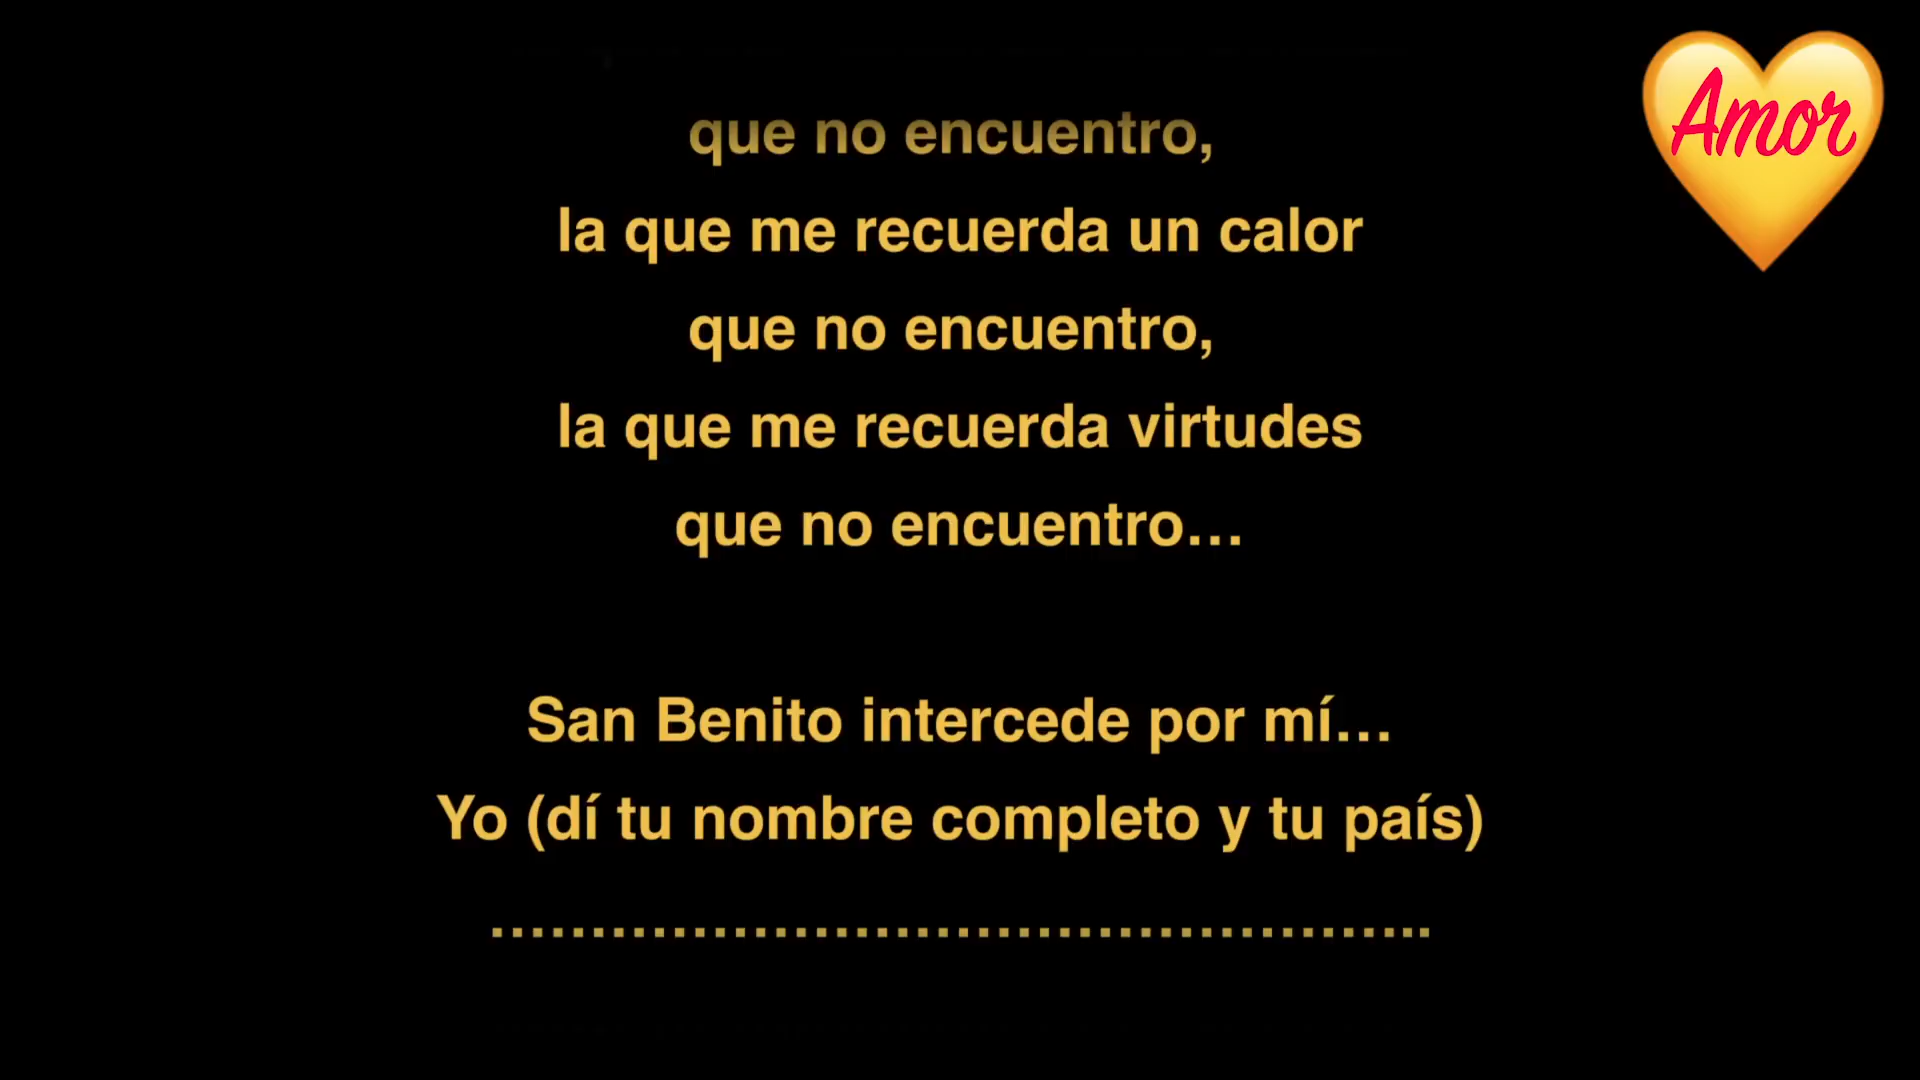 Amor
que no encuentro,
la que me recuerda un calor
que no encuentro,
la que me recuerda virtudes
que no encuentro…
San Benito intercede por mí…
Yo (dí tu nombre completo y tu país)
……………………………………………..